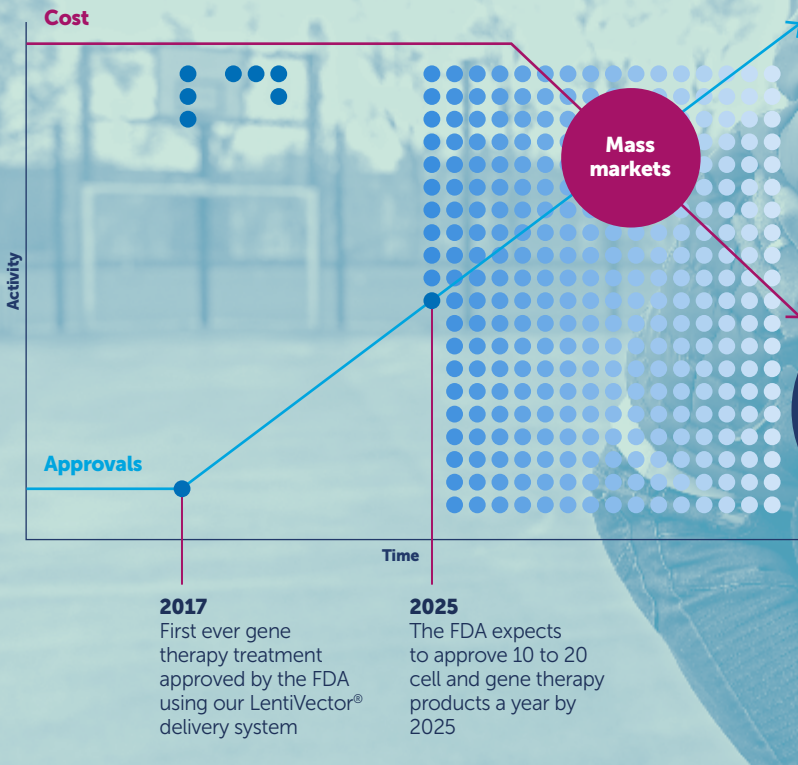 Cost
Mass
markets
Activity
Approvals
Time
2017
First ever gene
therapy treatment
approved by the FDA
using our LentiVector®
delivery system
2025
The FDA expects
to approve 10 to 20
cell and gene therapy
products a year by
2025